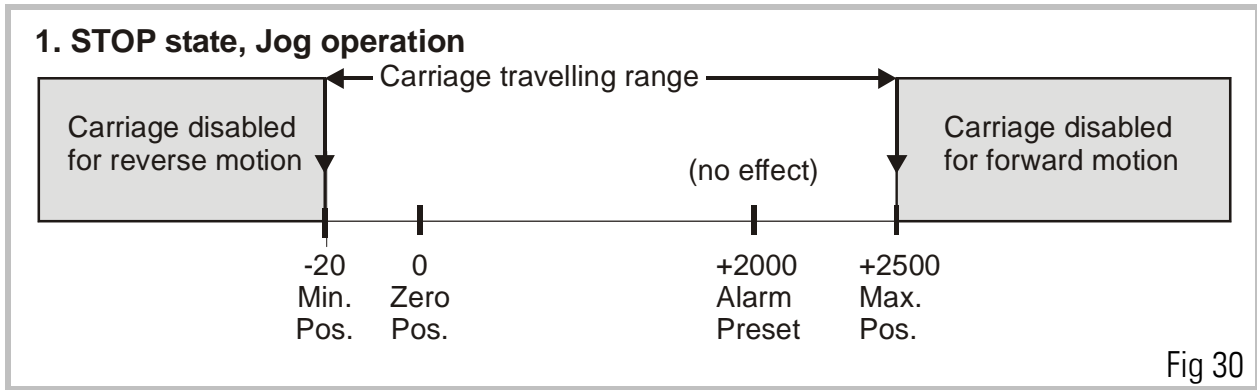 1. STOP state, Jog operation
Carriage travelling range
Carriage disabled
for reverse motion
(no effect)
Carriage disabled
for forward motion
-20
Min.
Pos.
0
Zero
Pos.
+2000
Alarm
Preset
+2500
Max.
Pos.
Fig 30